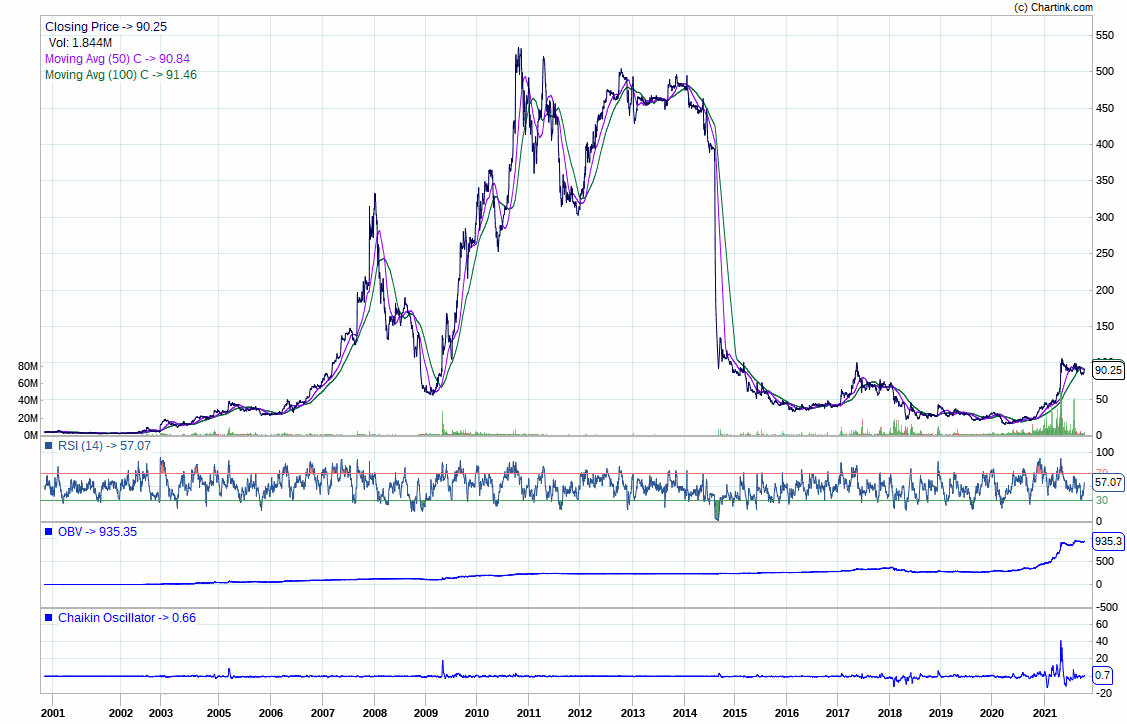 (c) Chartink.com
Closing Price -> 90.25
Vol: 1.844M
Moving Avg (50) C -> 90.84
Moving Avg (100) C -> 91.46
550
500
450
400
350
300
250
200
150
90.25
50
0
80M
60M
40M
20M
0M
RSI (14) -> 57.07
100
70
57.07
30
0
OBV -> 935.35
935.3
500
0
-500
Chaikin Oscillator -> 0.66
60
40
20
0.7
-20
2001 2002 2003 2005 2006 2007 2008 2009 2010 2011 2012 2013 2014 2015 2016 2017 2018 2019 2020 2021